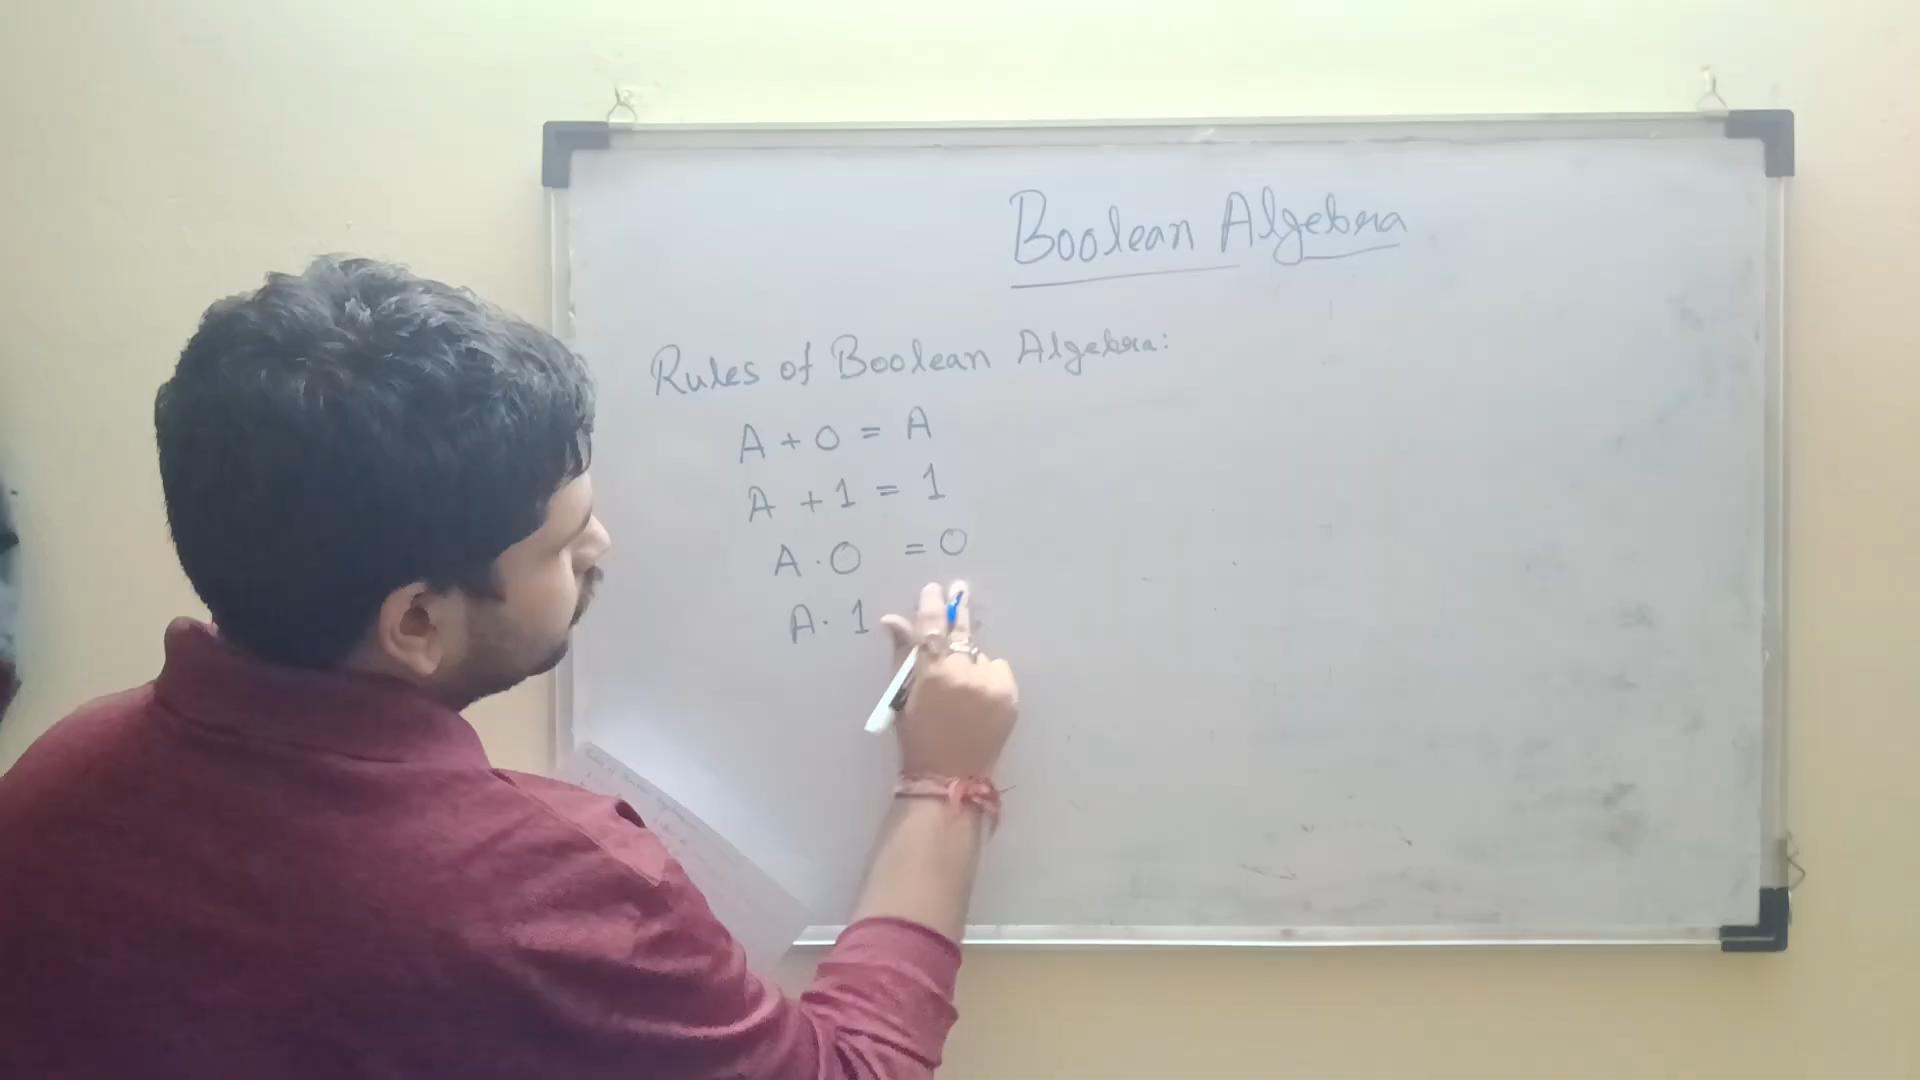 Boolean Algebra
Rules of Boolean Algebra:
A + 0 = A
A + 1 = 1
A · 0 = 0
A · 1